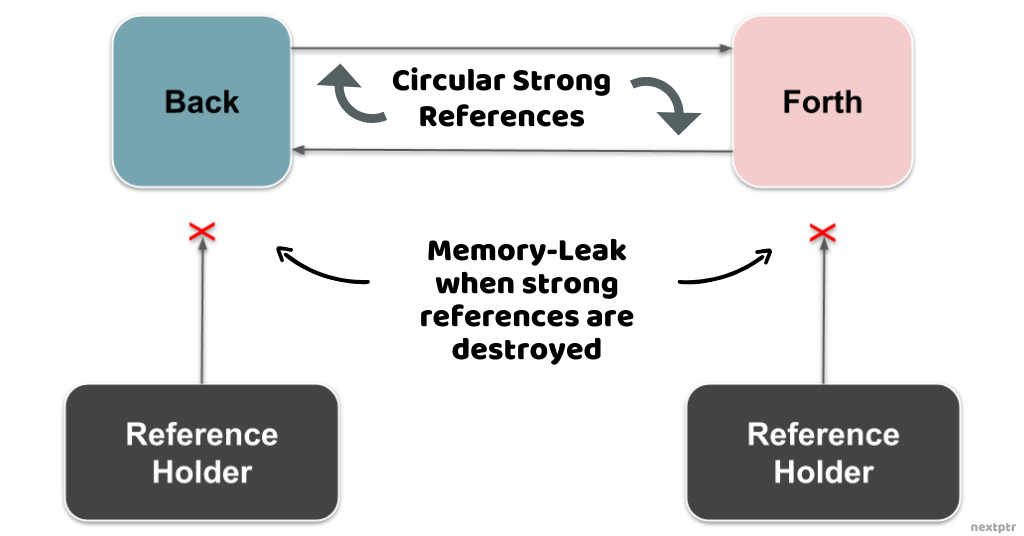 Back
Circular Strong
References
Forth
Memory-Leak
when strong
references are
destroyed
Reference
Holder
Reference
Holder
nextptr